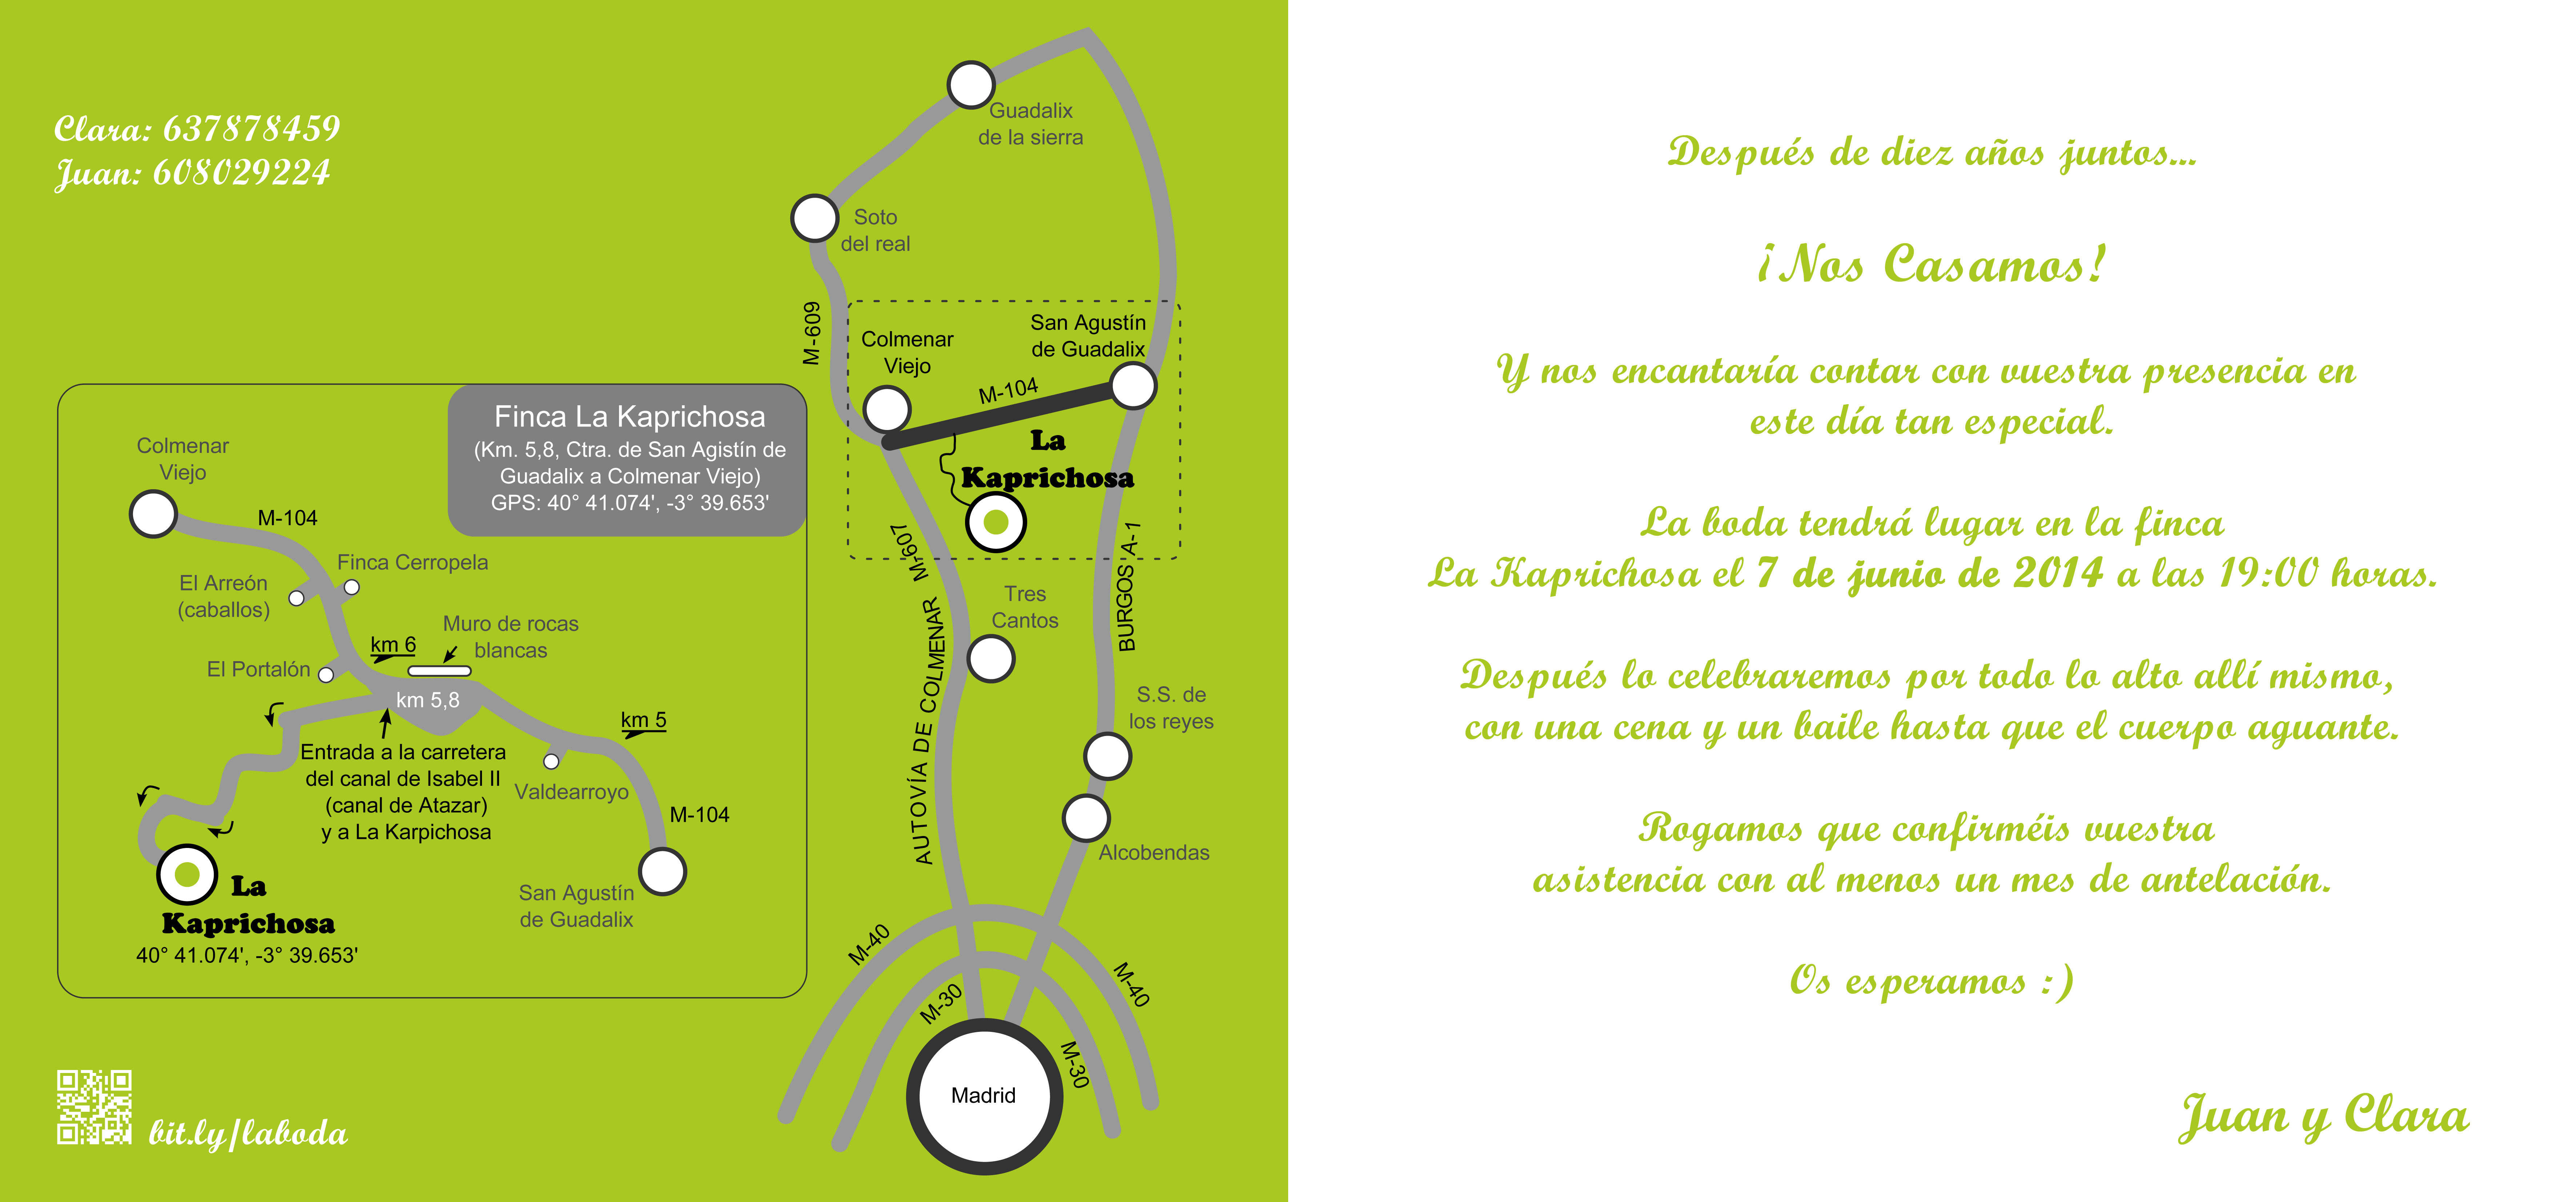 Clara: 637878459
Juan: 608029224
Guadalix
de la sierra
Soto
del real
M-609
Colmenar
Viejo
San Agustín
de Guadalix
M-104
La
Kaprichosa
M-607
AUTOVÍA DE COLMENAR
BURGOS A-1
Tres
Cantos
S.S. de
los reyes
Alcobendas
M-40
M-30
M-40
M-30
Madrid
Finca La Kaprichosa
(Km. 5,8, Ctra. de San Agistín de
Guadalix a Colmenar Viejo)
GPS: 40° 41.074', -3° 39.653'
Colmenar
Viejo
M-104
Finca Cerropela
El Arreón
(caballos)
Muro de rocas
blancas
km 6
El Portalón
km 5,8
km 5
Entrada a la carretera
del canal de Isabel II
(canal de Atazar)
y a La Karpichosa
Valdearroyo
M-104
San Agustín
de Guadalix
La
Kaprichosa
40° 41.074', -3° 39.653'
bit.ly/laboda
Después de diez años juntos...
¡Nos Casamos!
Y nos encantaría contar con vuestra presencia en
este día tan especial.
La boda tendrá lugar en la finca
La Kaprichosa el 7 de junio de 2014 a las 19:00 horas.
Después lo celebraremos por todo lo alto allí mismo,
con una cena y un baile hasta que el cuerpo aguante.
Rogamos que confirméis vuestra
asistencia con al menos un mes de antelación.
Os esperamos :)
Juan y Clara